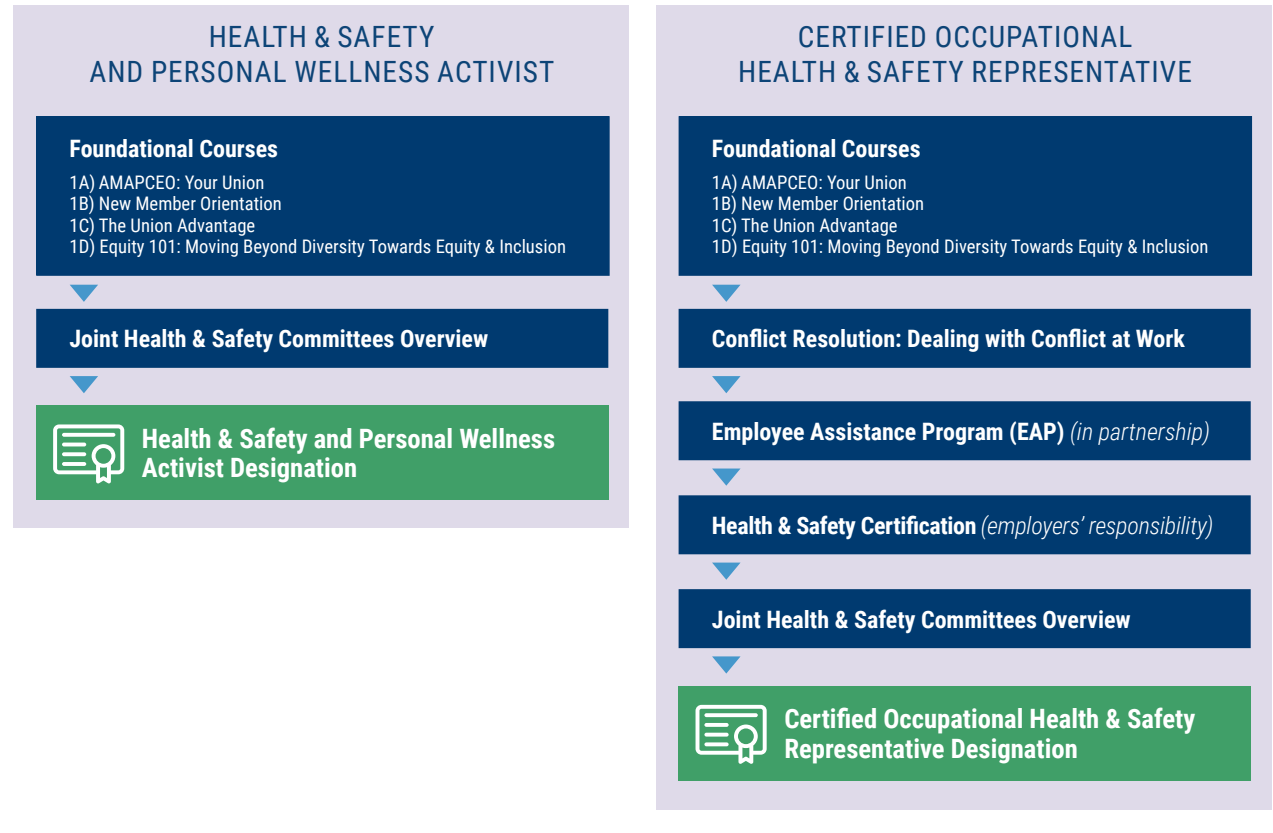 HEALTH & SAFETY
AND PERSONAL WELLNESS ACTIVIST
Foundational Courses
1A) AMAPCEO: Your Union
1B) New Member Orientation
1C) The Union Advantage
1D) Equity 101: Moving Beyond Diversity Towards Equity & Inclusion
Joint Health & Safety Committees Overview
Health & Safety and Personal Wellness
Activist Designation
CERTIFIED OCCUPATIONAL
HEALTH & SAFETY REPRESENTATIVE
Foundational Courses
1A) AMAPCEO: Your Union
1B) New Member Orientation
1C) The Union Advantage
1D) Equity 101: Moving Beyond Diversity Towards Equity & Inclusion
Conflict Resolution: Dealing with Conflict at Work
Employee Assistance Program (EAP) (in partnership)
Health & Safety Certification (employers’ responsibility)
Joint Health & Safety Committees Overview
Certified Occupational Health & Safety
Representative Designation